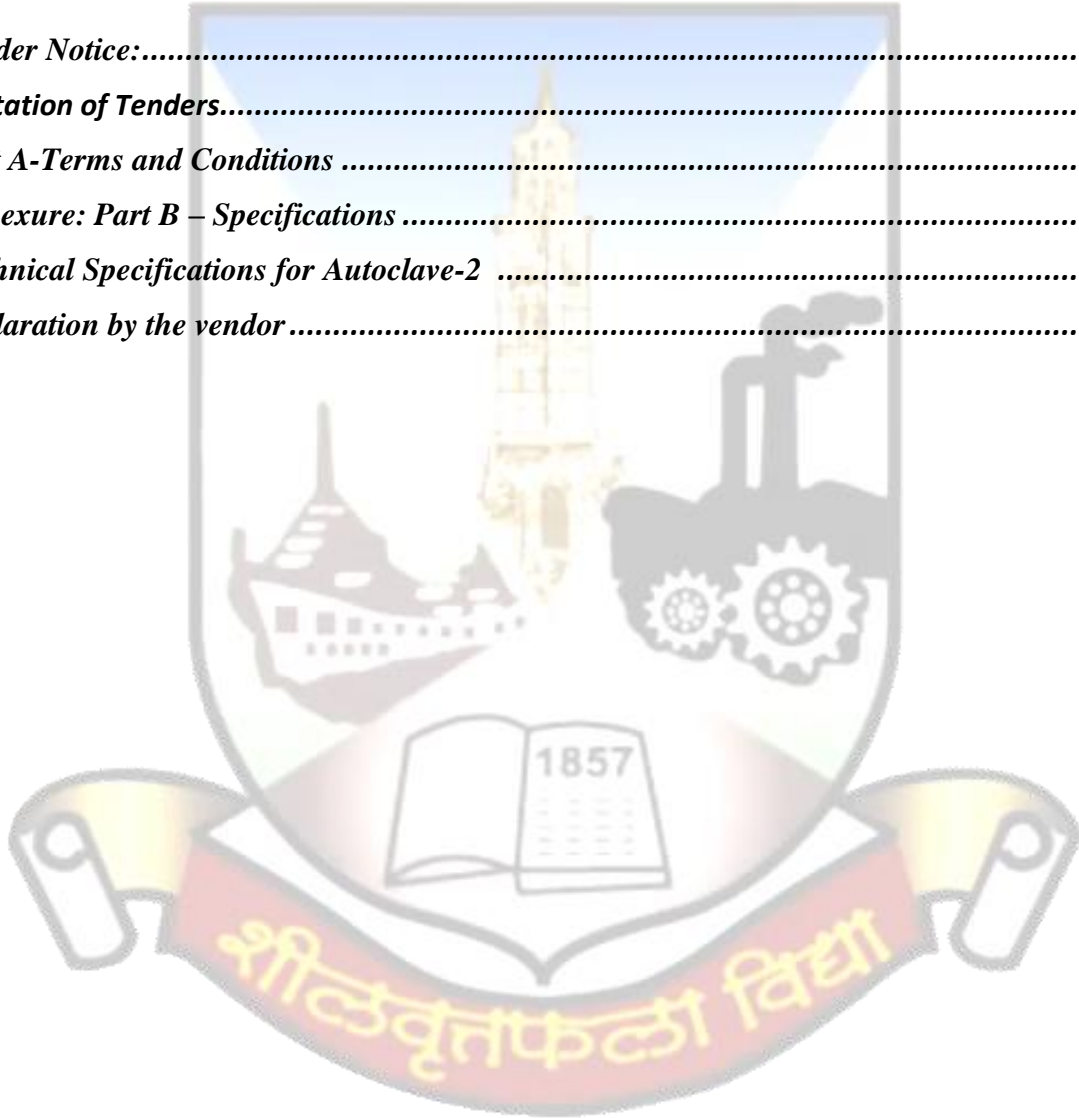 der Notice:........................................................................................................
tation of Tenders..................................................................................................
A-Terms and Conditions .....................................................................................
exure: Part B – Specifications ..............................................................................
hnical Specifications for Autoclave-2 ...................................................................
laration by the vendor...........................................................................................
1857
शीलवृतफला विद्या